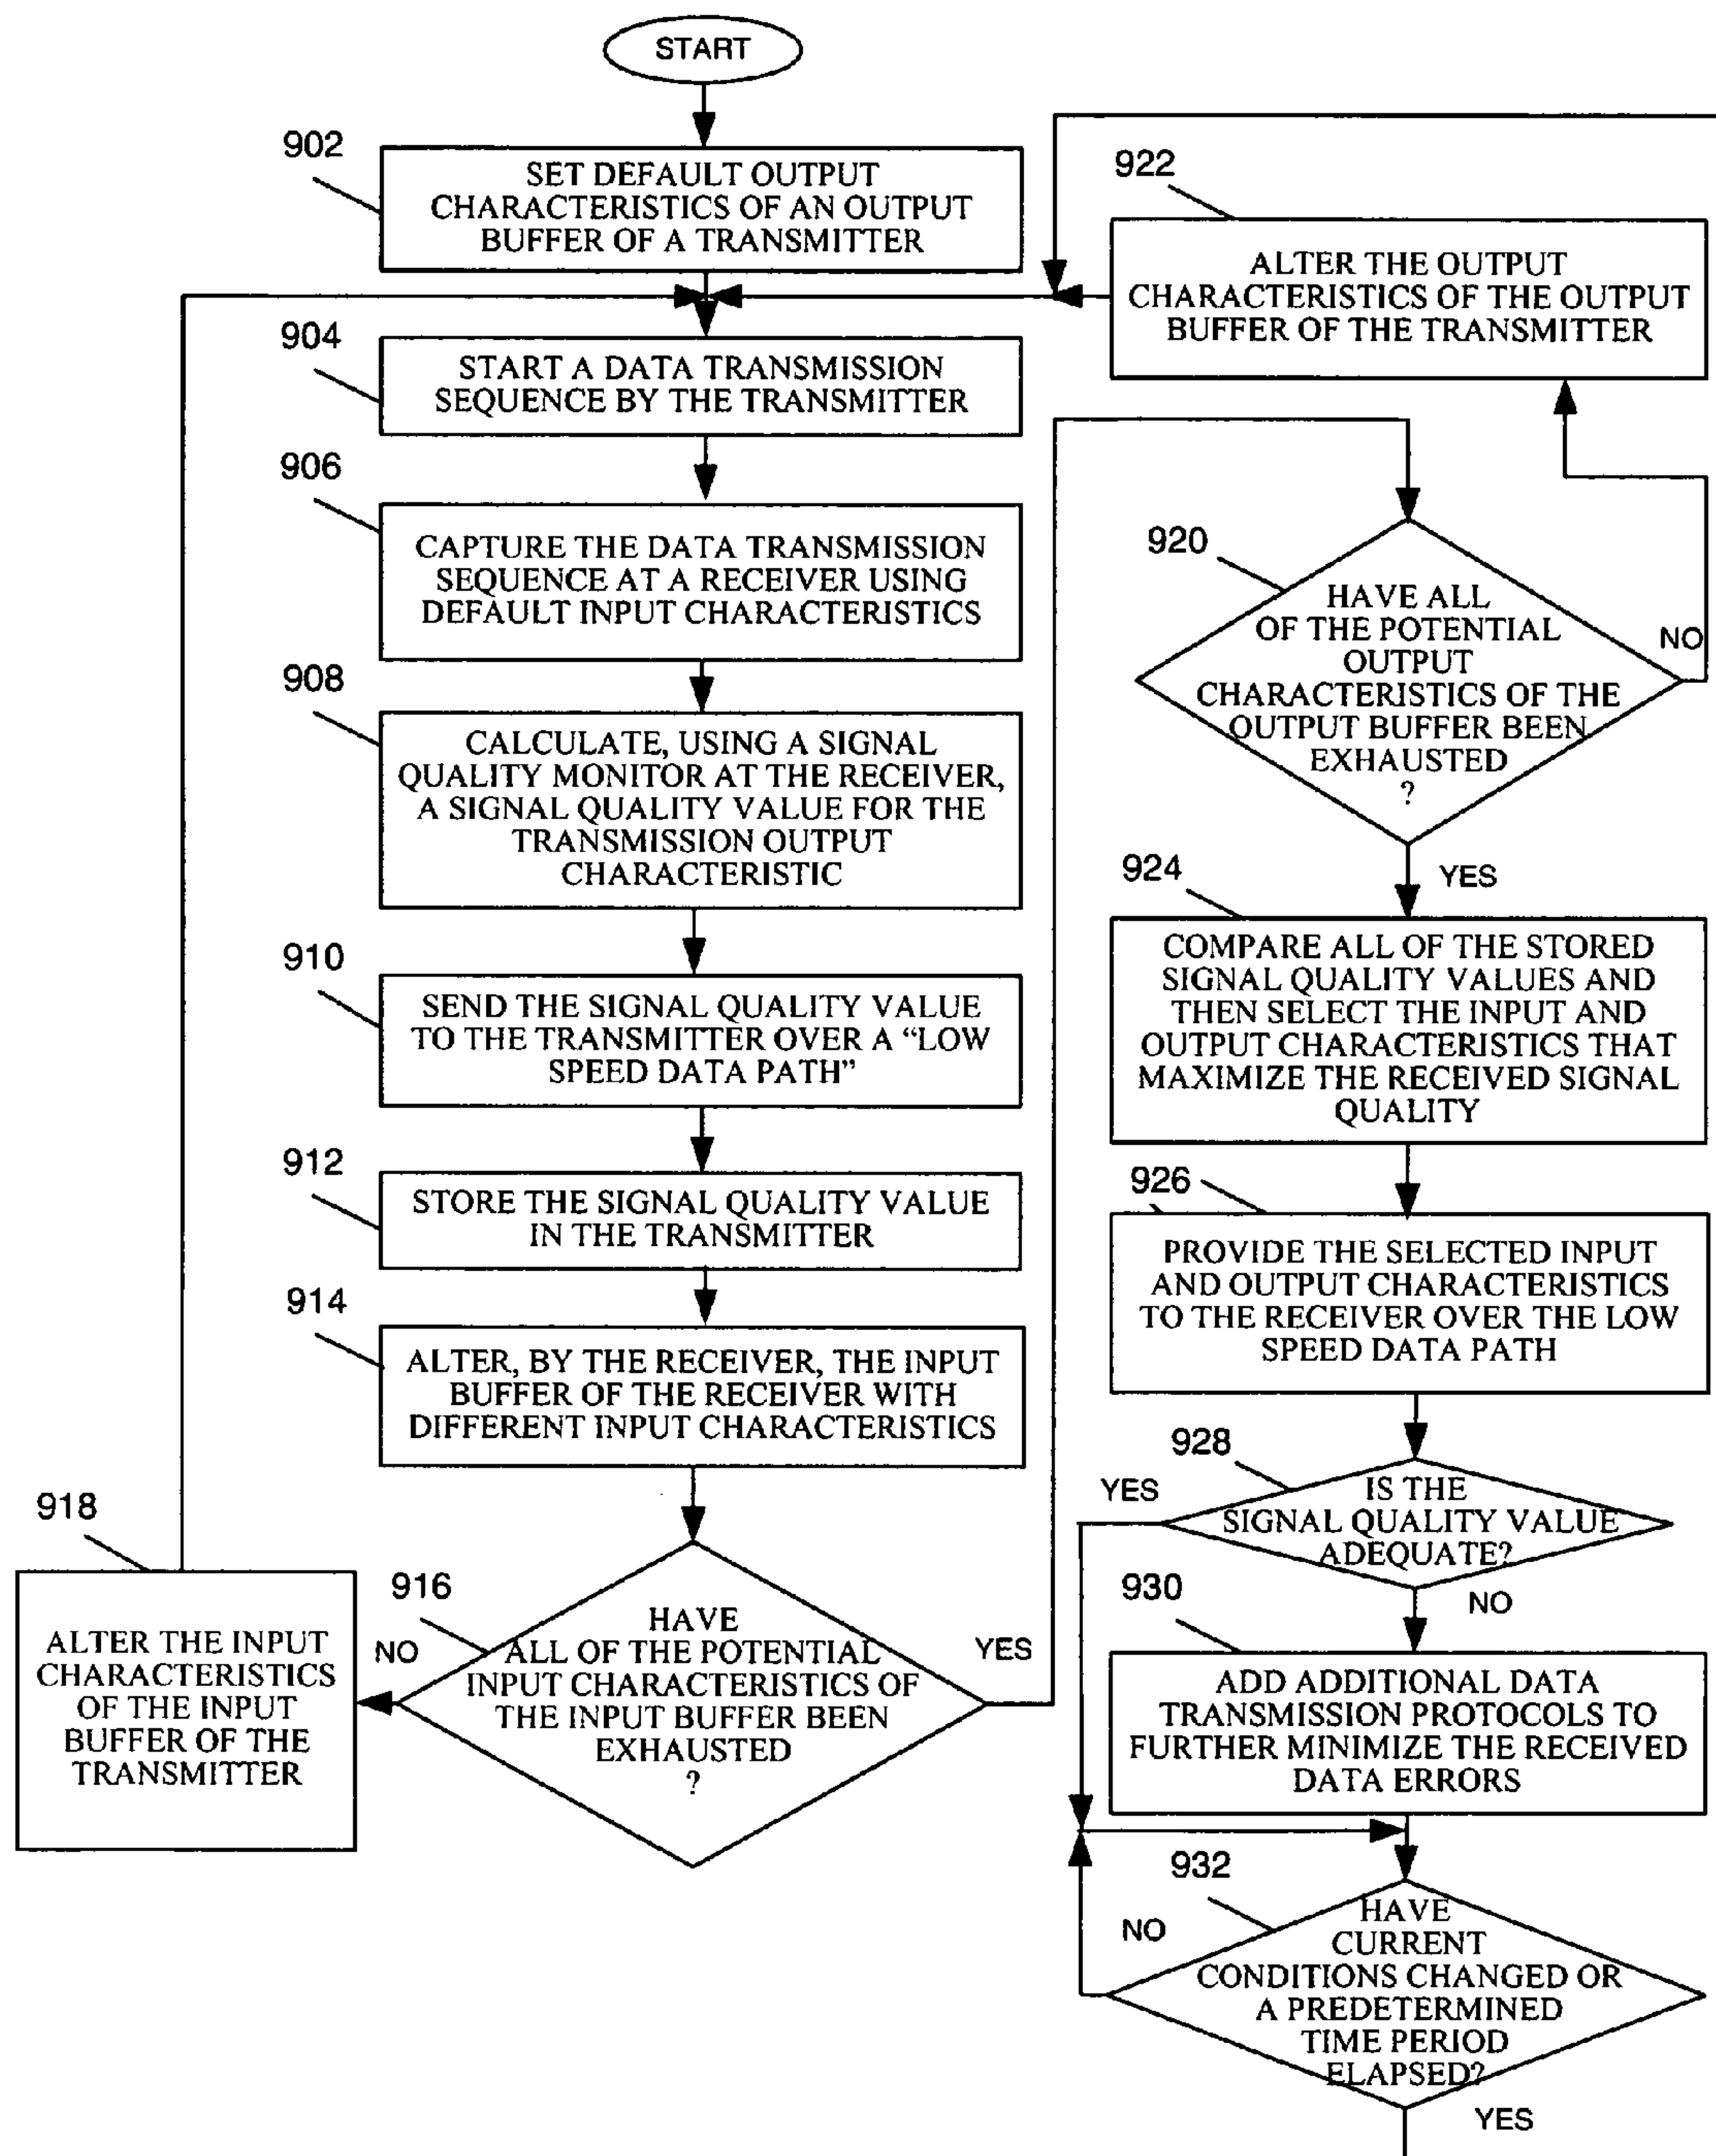 START
902
SET DEFAULT OUTPUT
CHARACTERISTICS OF AN OUTPUT
BUFFER OF A TRANSMITTER
904
START A DATA TRANSMISSION
SEQUENCE BY THE TRANSMITTER
906
CAPTURE THE DATA TRANSMISSION
SEQUENCE AT A RECEIVER USING
DEFAULT INPUT CHARACTERISTICS
908
CALCULATE, USING A SIGNAL
QUALITY MONITOR AT THE RECEIVER,
A SIGNAL QUALITY VALUE FOR THE
TRANSMISSION OUTPUT
CHARACTERISTIC
910
SEND THE SIGNAL QUALITY VALUE
TO THE TRANSMITTER OVER A “LOW
SPEED DATA PATH”
912
STORE THE SIGNAL QUALITY VALUE
IN THE TRANSMITTER
914
ALTER, BY THE RECEIVER, THE INPUT
BUFFER OF THE RECEIVER WITH
DIFFERENT INPUT CHARACTERISTICS
916
HAVE
ALL OF THE POTENTIAL
INPUT CHARACTERISTICS OF
THE INPUT BUFFER BEEN
EXHAUSTED
?
NO
YES
918
ALTER THE INPUT
CHARACTERISTICS
OF THE INPUT
BUFFER OF THE
TRANSMITTER
922
ALTER THE OUTPUT
CHARACTERISTICS OF THE OUTPUT
BUFFER OF THE TRANSMITTER
920
HAVE ALL
OF THE POTENTIAL
OUTPUT
CHARACTERISTICS OF THE
OUTPUT BUFFER BEEN
EXHAUSTED
?
NO
YES
924
COMPARE ALL OF THE STORED
SIGNAL QUALITY VALUES AND
THEN SELECT THE INPUT AND
OUTPUT CHARACTERISTICS THAT
MAXIMIZE THE RECEIVED SIGNAL
QUALITY
926
PROVIDE THE SELECTED INPUT
AND OUTPUT CHARACTERISTICS
TO THE RECEIVER OVER THE LOW
SPEED DATA PATH
928
YES
IS THE
SIGNAL QUALITY VALUE
ADEQUATE?
NO
930
ADD ADDITIONAL DATA
TRANSMISSION PROTOCOLS TO
FURTHER MINIMIZE THE RECEIVED
DATA ERRORS
932
NO
HAVE
CURRENT
CONDITIONS CHANGED OR
A PREDETERMINED
TIME PERIOD
ELAPSED?
YES